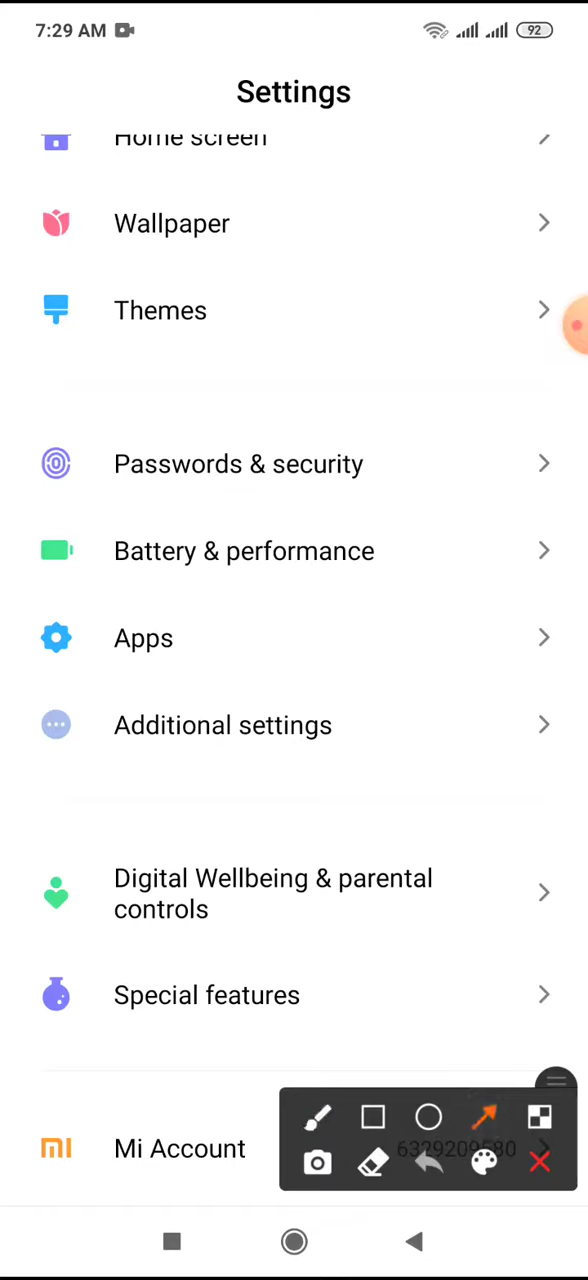 7:29 AM
92
Settings
Home screen
Wallpaper
Themes
Passwords & security
Battery & performance
Apps
Additional settings
Digital Wellbeing & parental
controls
Special features
Mi Account
6329209580